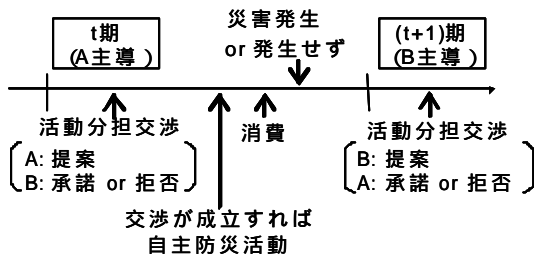 t期
(A主導)
災害発生
or 発生せず
(t+1)期
(B主導)
活動分担交渉
A: 提案
B: 承諾 or 拒否
消費
活動分担交渉
B: 提案
A: 承諾 or 拒否
交渉が成立すれば
自主防災活動